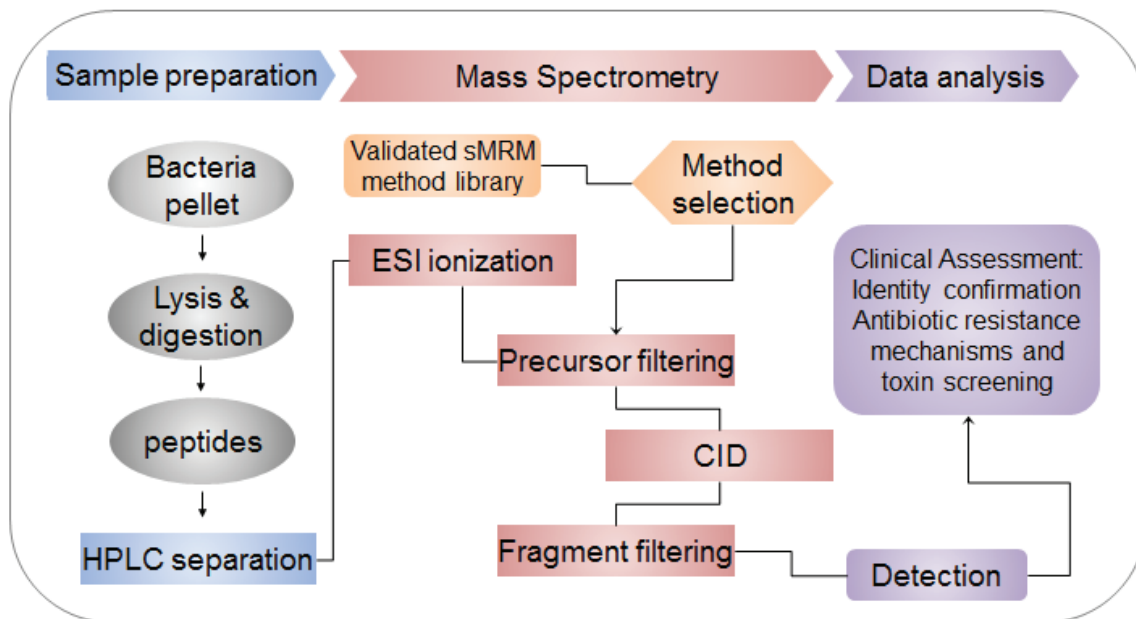 Sample preparation
Mass Spectrometry
Data analysis
Bacteria
pellet
Lysis &
digestion
peptides
HPLC separation
Validated sMRM
method library
Method
selection
ESI ionization
Precursor filtering
CID
Fragment filtering
Clinical Assessment:
Identity confirmation
Antibiotic resistance
mechanisms and
toxin screening
Detection